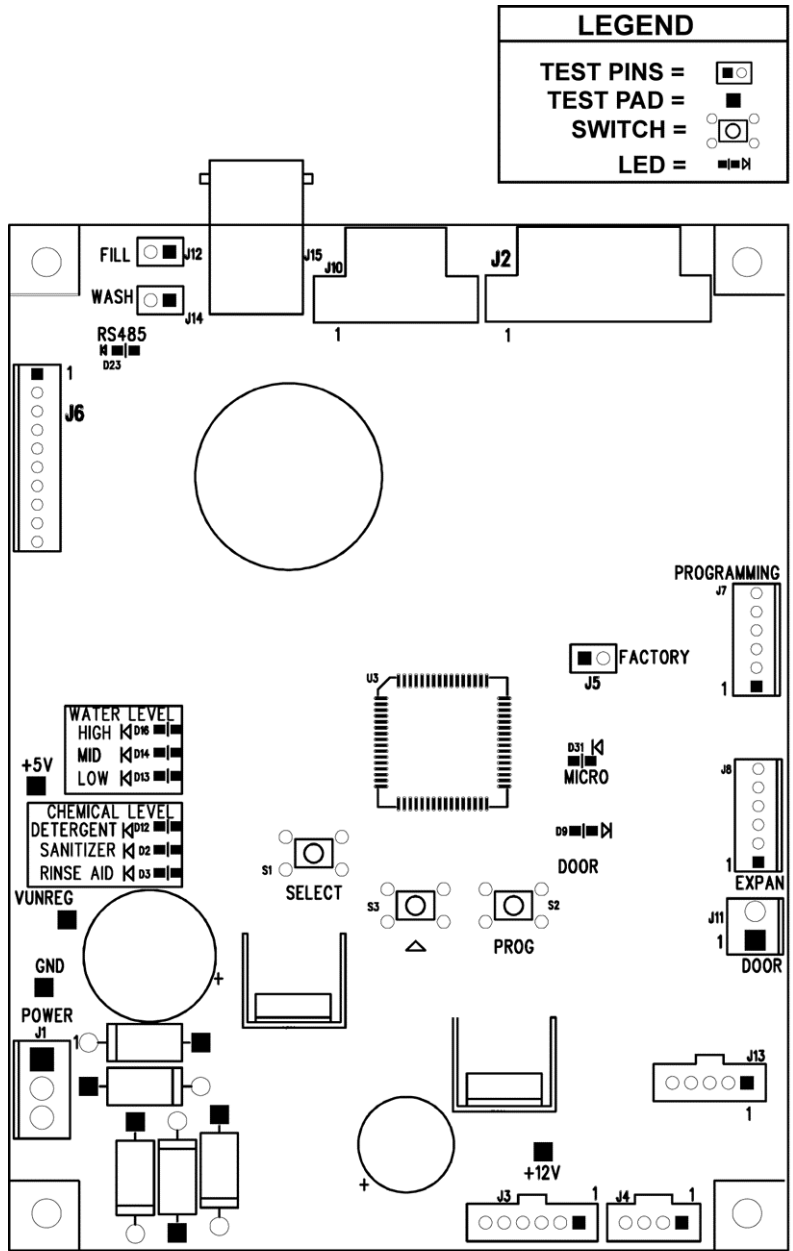 LEGEND
TEST PINS =
TEST PAD =
SWITCH =
LED =
FILL J12
J15
J10
J2
WASH
J14
1
1
RS485
D23
1
J6
PROGRAMMING
J7
1
U3
FACTORY
J5
WATER LEVEL
HIGH D16
MID D14
LOW D13
+5V
D31
MICRO
J8
1
EXPAN
CHEMICAL LEVEL
DETERGENT D12
SANITIZER D2
RINSE AID D3
D9
DOOR
S1
SELECT
S3
S2
PROG
VUNREG
J11
1
DOOR
+
GND
POWER
J1
1
J13
1
+12V
+
J3
1
J4
1